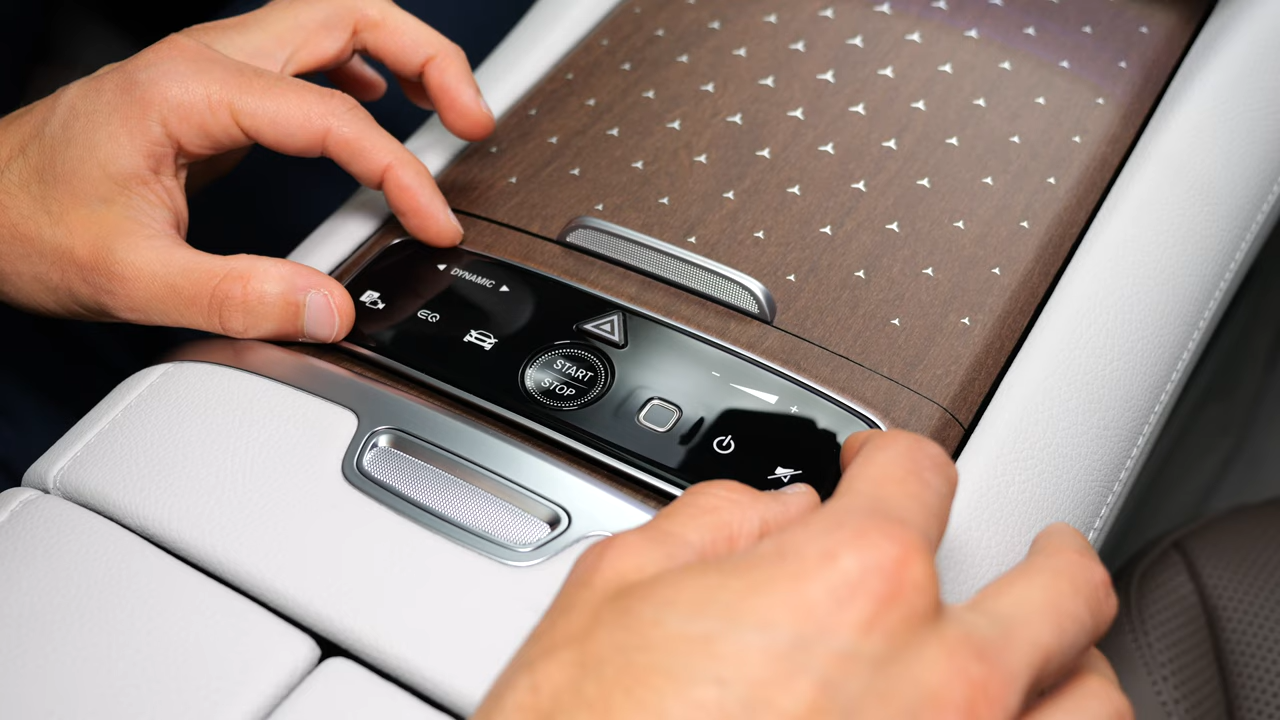 ◀ DYNAMIC ▶
EQ
START
STOP
- +